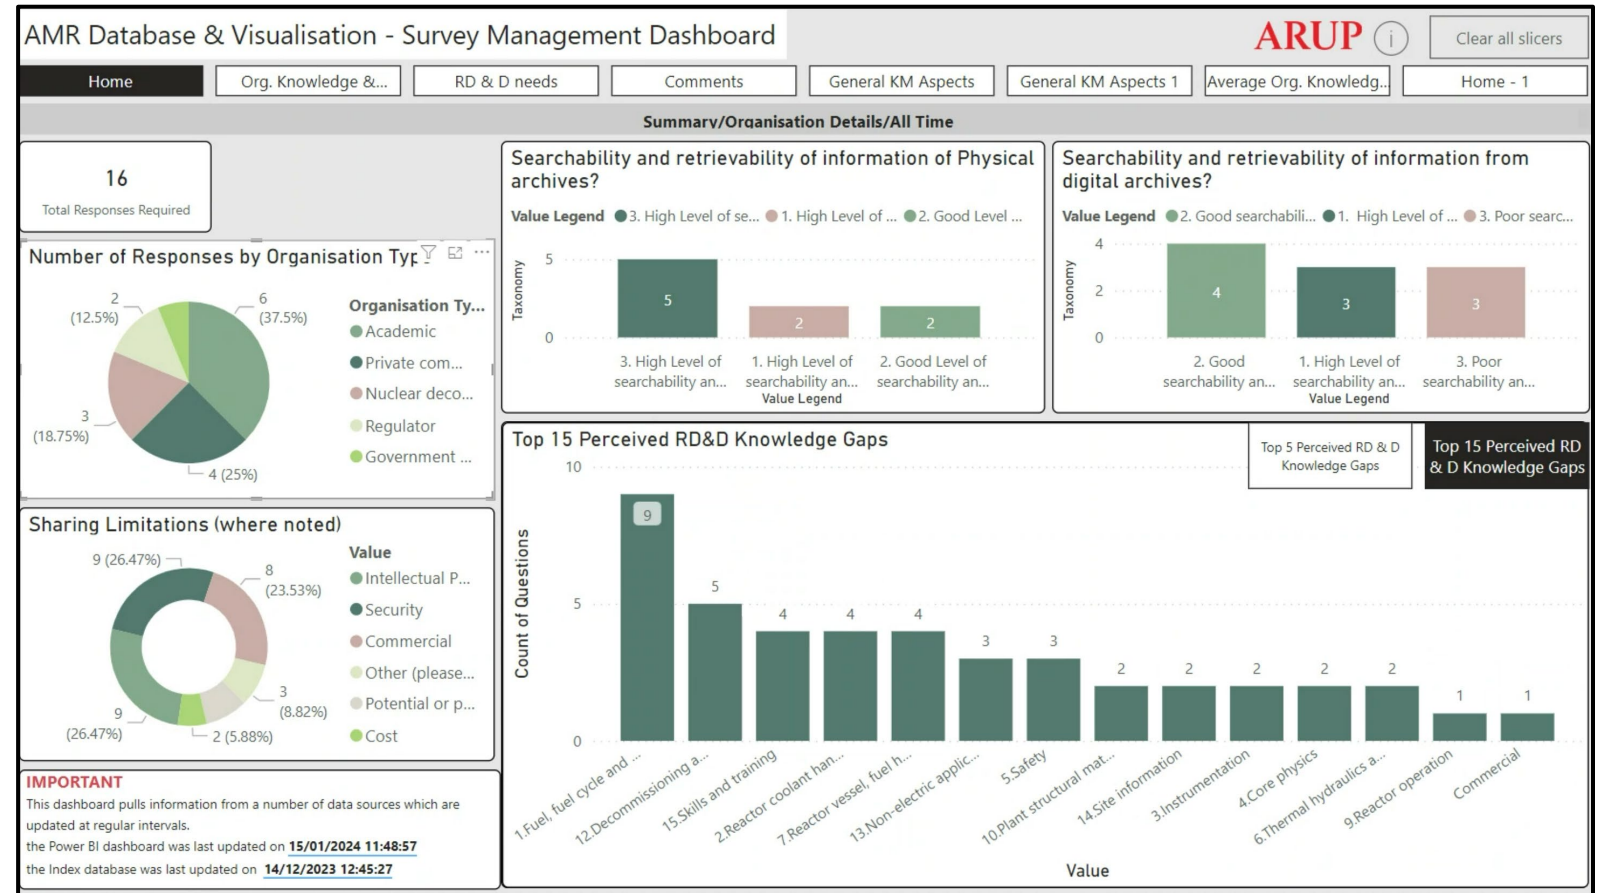 AMR Database & Visualisation - Survey Management Dashboard
ARUP
i
Clear all slicers
Home
Org. Knowledge &...
RD & D needs
Comments
General KM Aspects
General KM Aspects 1
Average Org. Knowledg...
Home - 1
Summary/Organisation Details/All Time
16
Total Responses Required
Number of Responses by Organisation Typ
2
(12.5%)
6
(37.5%)
3
(18.75%)
4 (25%)
Organisation Ty...
Academic
Private com...
Nuclear deco...
Regulator
Government ...
Sharing Limitations (where noted)
9 (26.47%)
8
(23.53%)
3
(8.82%)
2 (5.88%)
9
(26.47%)
Value
Intellectual P...
Security
Commercial
Other (please...
Potential or p...
Cost
IMPORTANT
This dashboard pulls information from a number of data sources which are
updated at regular intervals.
the Power BI dashboard was last updated on 15/01/2024 11:48:57
the Index database was last updated on 14/12/2023 12:45:27
Searchability and retrievability of information of Physical
archives?
Value Legend 3. High Level of se... 1. High Level of ... 2. Good Level ...
Taxonomy
5
0
5
2
2
3. High Level of
searchability an...
1. High Level of
searchability an...
2. Good Level of
searchability an...
Value Legend
Searchability and retrievability of information from
digital archives?
Value Legend 2. Good searchabili... 1. High Level of ... 3. Poor searc...
Taxonomy
4
2
0
4
3
3
2. Good
searchability an...
1. High Level of
searchability an...
3. Poor
searchability an...
Value Legend
Top 15 Perceived RD&D Knowledge Gaps
Top 5 Perceived RD & D
Knowledge Gaps
Top 15 Perceived RD
& D Knowledge Gaps
Count of Questions
10
5
0
9
5
4
4
4
3
3
2
2
2
2
2
1
1
1.Fuel, fuel cycle and ...
12.Decommissioning a...
15.Skills and training
2.Reactor coolant han...
7.Reactor vessel, fuel h...
13.Non-electric applic...
5.Safety
10.Plant structural mat...
14.Site information
3.Instrumentation
4.Core physics
6.Thermal hydraulics a...
9.Reactor operation
Commercial
Value